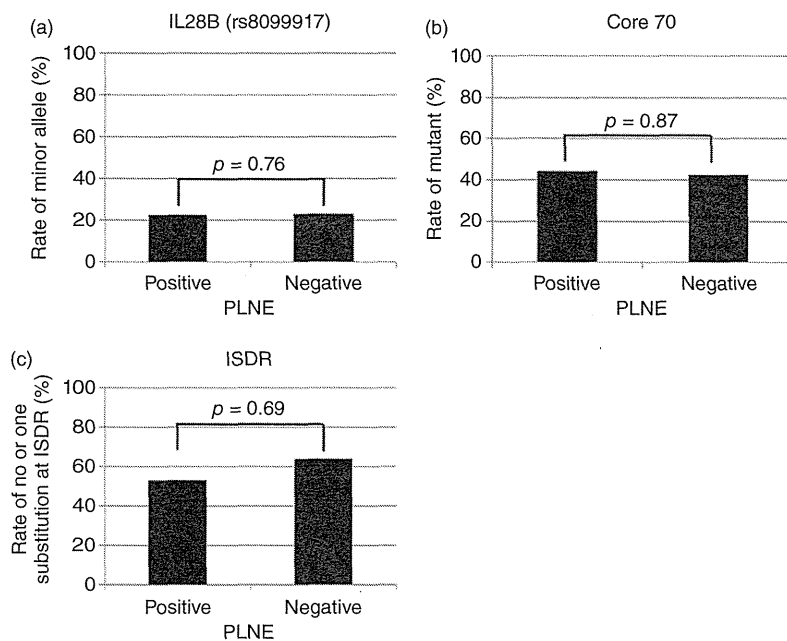 (a)
IL28B (rs8099917)
Rate of minor allele (%)
100
80
60
40
20
0
p = 0.76
Positive
Negative
PLNE
(b)
Core 70
Rate of mutant (%)
100
80
60
40
20
0
p = 0.87
Positive
Negative
PLNE
(c)
ISDR
Rate of no or one
substitution at ISDR (%)
100
80
60
40
20
0
p = 0.69
Positive
Negative
PLNE